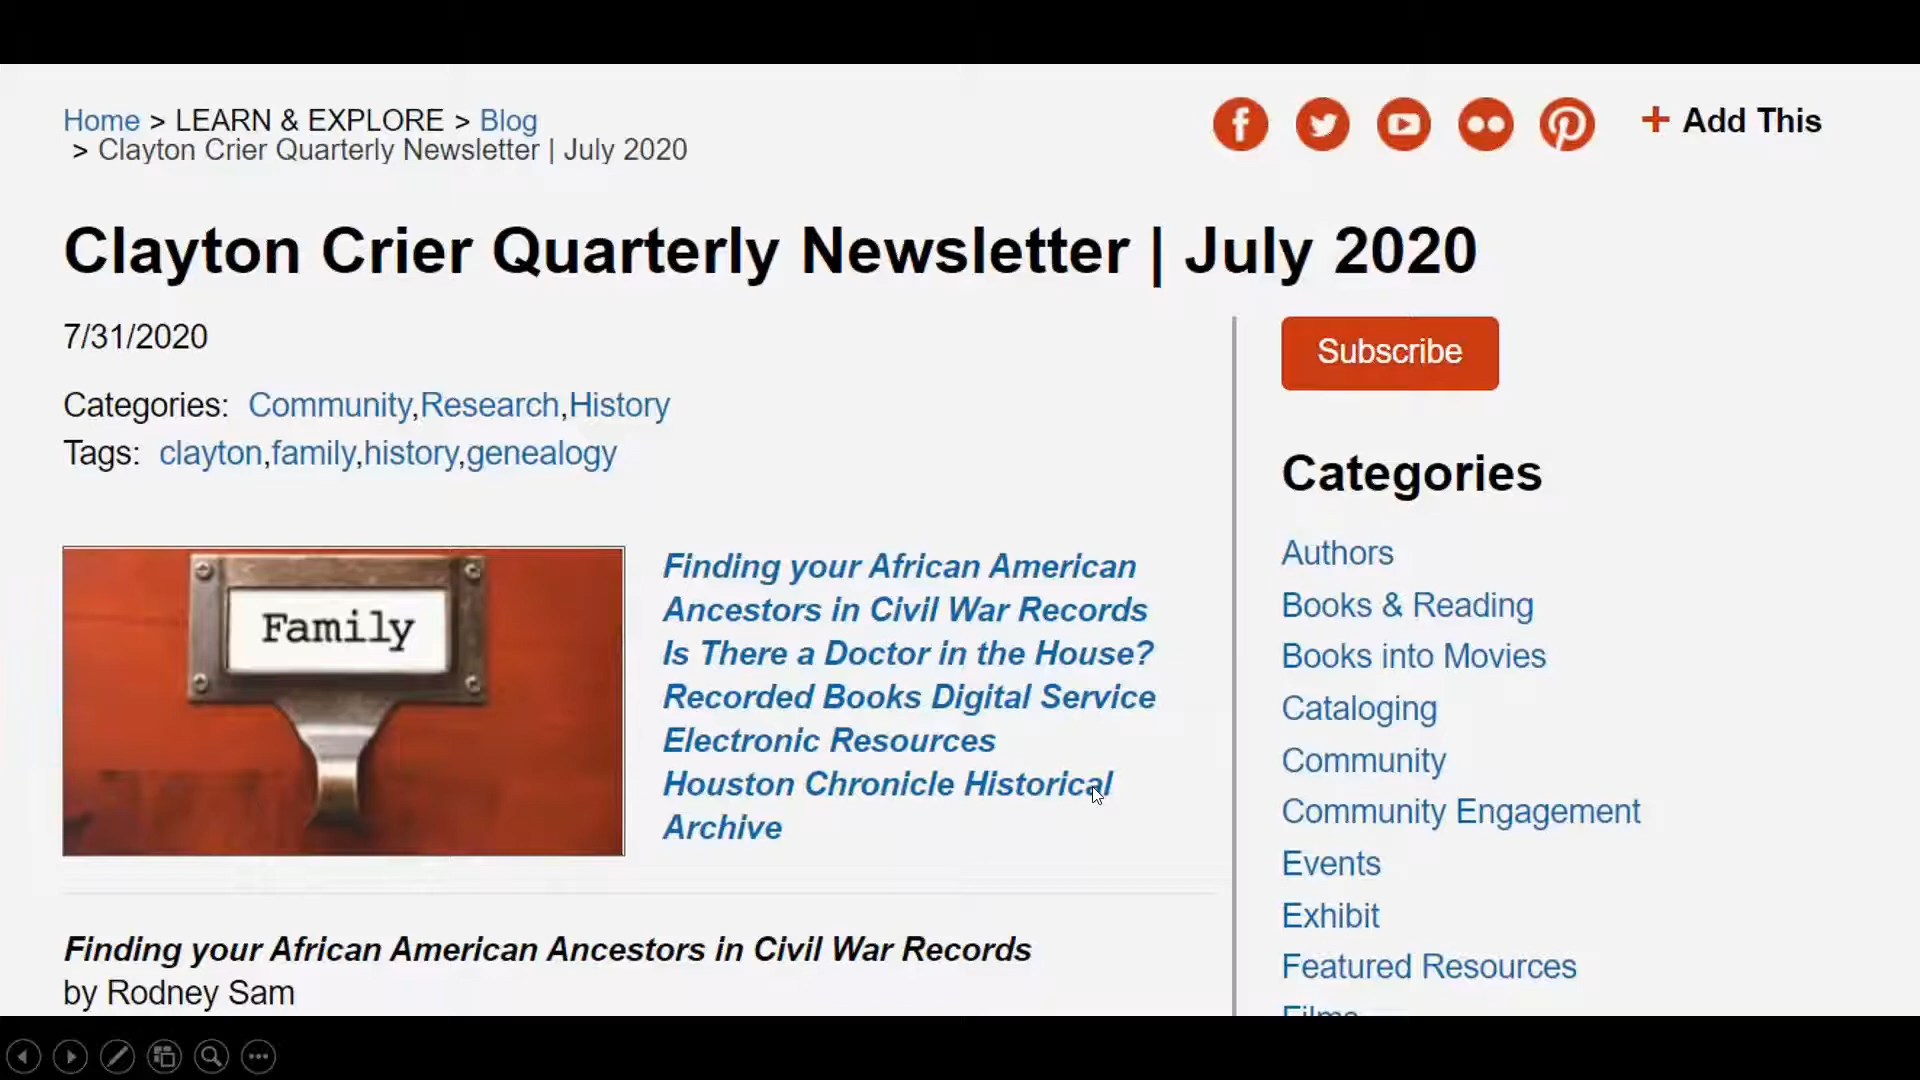 Home > LEARN & EXPLORE > Blog
> Clayton Crier Quarterly Newsletter | July 2020
+ Add This
Clayton Crier Quarterly Newsletter | July 2020
7/31/2020
Categories: Community,Research,History
Tags: clayton,family,history,genealogy
Family
Finding your African American
Ancestors in Civil War Records
Is There a Doctor in the House?
Recorded Books Digital Service
Electronic Resources
Houston Chronicle Historical
Archive
Finding your African American Ancestors in Civil War Records
by Rodney Sam
Subscribe
Categories
Authors
Books & Reading
Books into Movies
Cataloging
Community
Community Engagement
Events
Exhibit
Featured Resources
Films